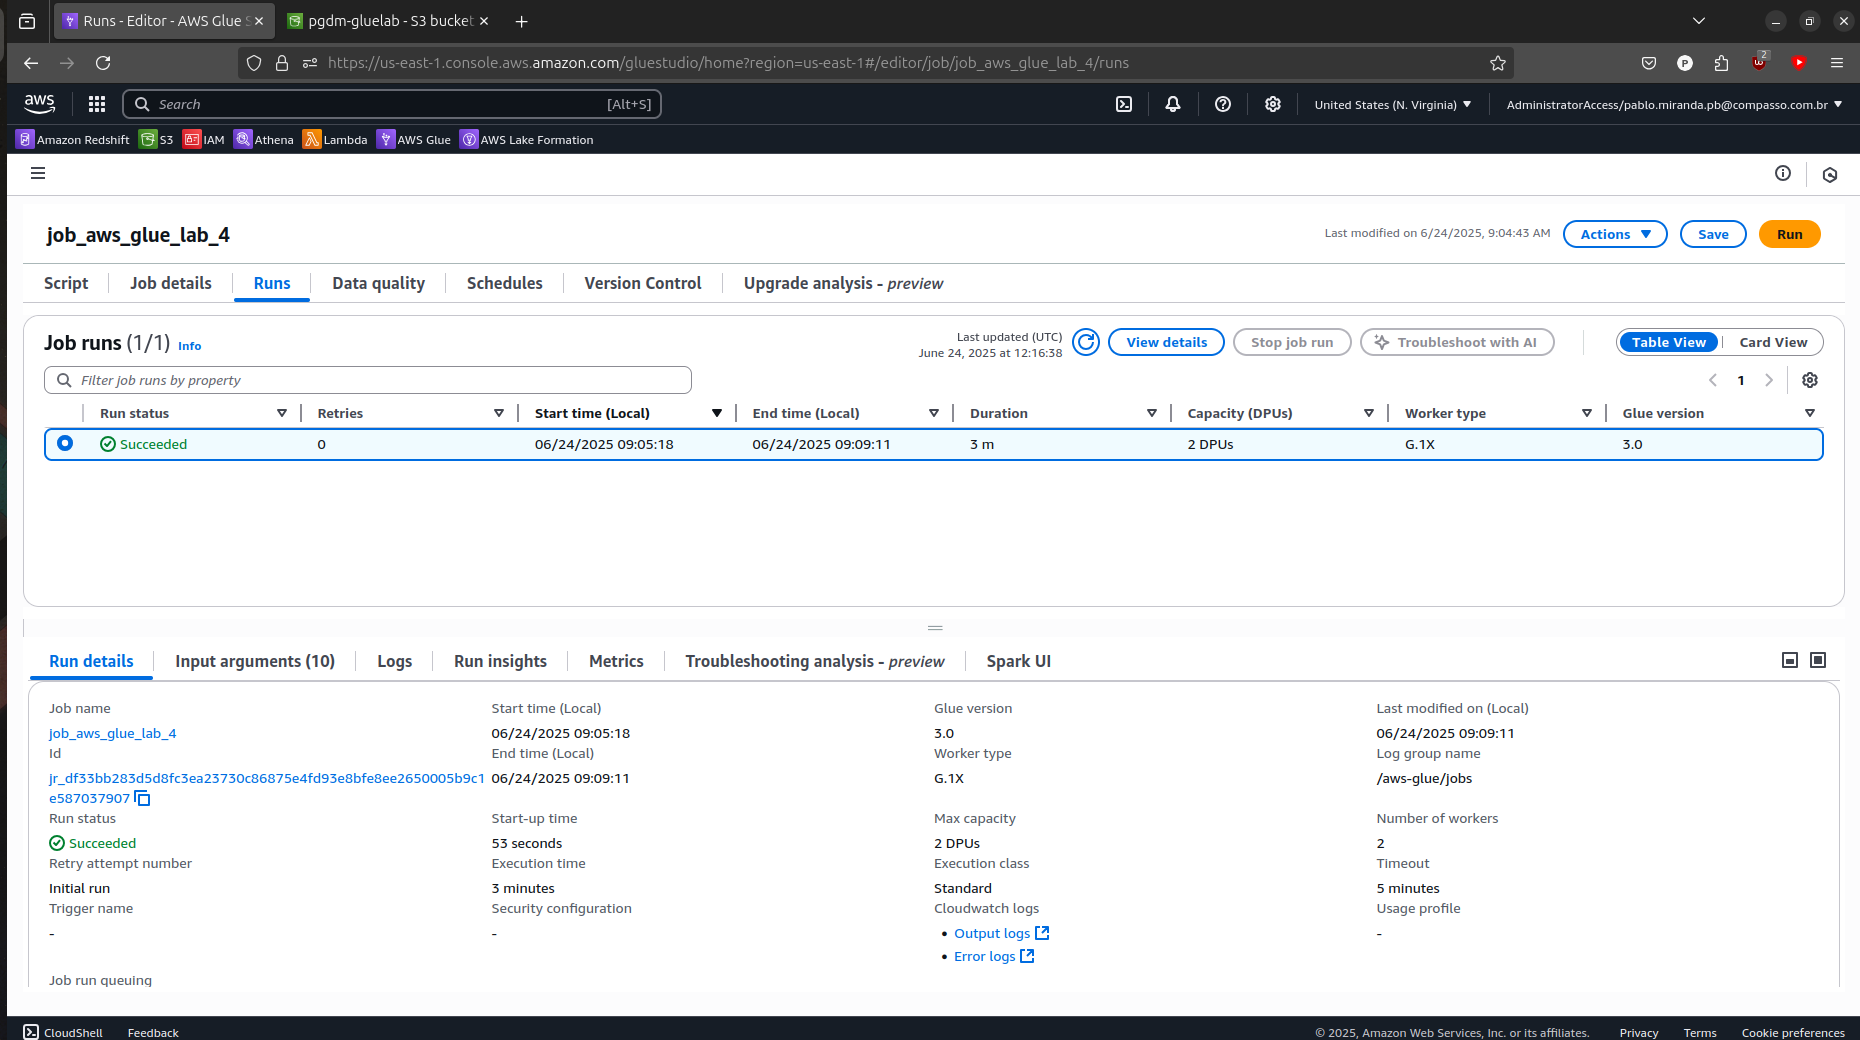 Runs - Editor - AWS Glue S
pgdm-gluelab - S3 bucket
https://us-east-1.console.aws.amazon.com/gluestudio/home?region=us-east-1#/editor/job/job_aws_glue_lab_4/runs
2
aws
Search [Alt+S]
United States (N. Virginia)
AdministratorAccess/pablo.miranda.pb@compasso.com.br
Amazon Redshift S3 IAM Athena Lambda AWS Glue AWS Lake Formation
job_aws_glue_lab_4
Last modified on 6/24/2025, 9:04:43 AM
Actions
Save
Run
Script Job details Runs Data quality Schedules Version Control Upgrade analysis - preview
Job runs (1/1) Info
Last updated (UTC)
June 24, 2025 at 12:16:38
View details
Stop job run
Troubleshoot with AI
Table View
Card View
Filter job runs by property
1
Run status Retries Start time (Local) End time (Local) Duration Capacity (DPUs) Worker type Glue version
Succeeded 0 06/24/2025 09:05:18 06/24/2025 09:09:11 3 m 2 DPUs G.1X 3.0
Run details Input arguments (10) Logs Run insights Metrics Troubleshooting analysis - preview Spark UI
Job name Start time (Local) Glue version Last modified on (Local)
job_aws_glue_lab_4 06/24/2025 09:05:18 3.0 06/24/2025 09:09:11
Id End time (Local) Worker type Log group name
jr_df33bb283d5d8fc3ea23730c86875e4fd93e8bfe8ee2650005b9c1 06/24/2025 09:09:11 G.1X /aws-glue/jobs
e587037907
Run status Start-up time Max capacity Number of workers
Succeeded 53 seconds 2 DPUs 2
Retry attempt number Execution time Execution class Timeout
Initial run 3 minutes Standard 5 minutes
Trigger name Security configuration Cloudwatch logs Usage profile
- - • Output logs -
• Error logs
Job run queuing
CloudShell Feedback © 2025, Amazon Web Services, Inc. or its affiliates. Privacy Terms Cookie preferences